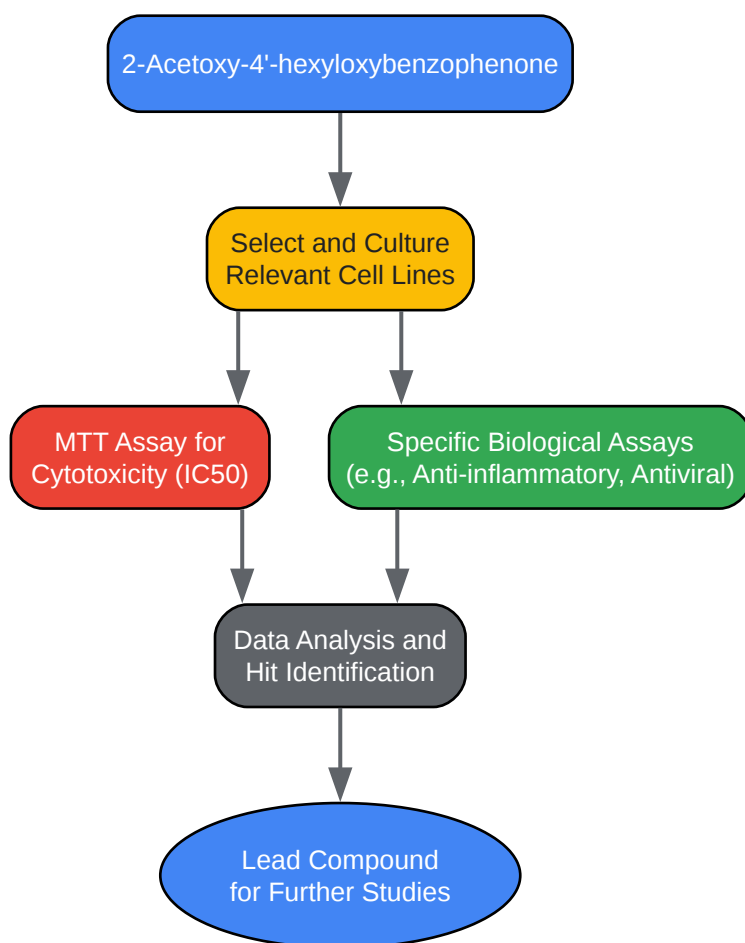 2-Acetoxy-4'-hexyloxybenzophenone
Select and Culture
Relevant Cell Lines
MTT Assay for
Cytotoxicity (IC50)
Specific Biological Assays
(e.g., Anti-inflammatory, Antiviral)
Data Analysis and
Hit Identification
Lead Compound
for Further Studies